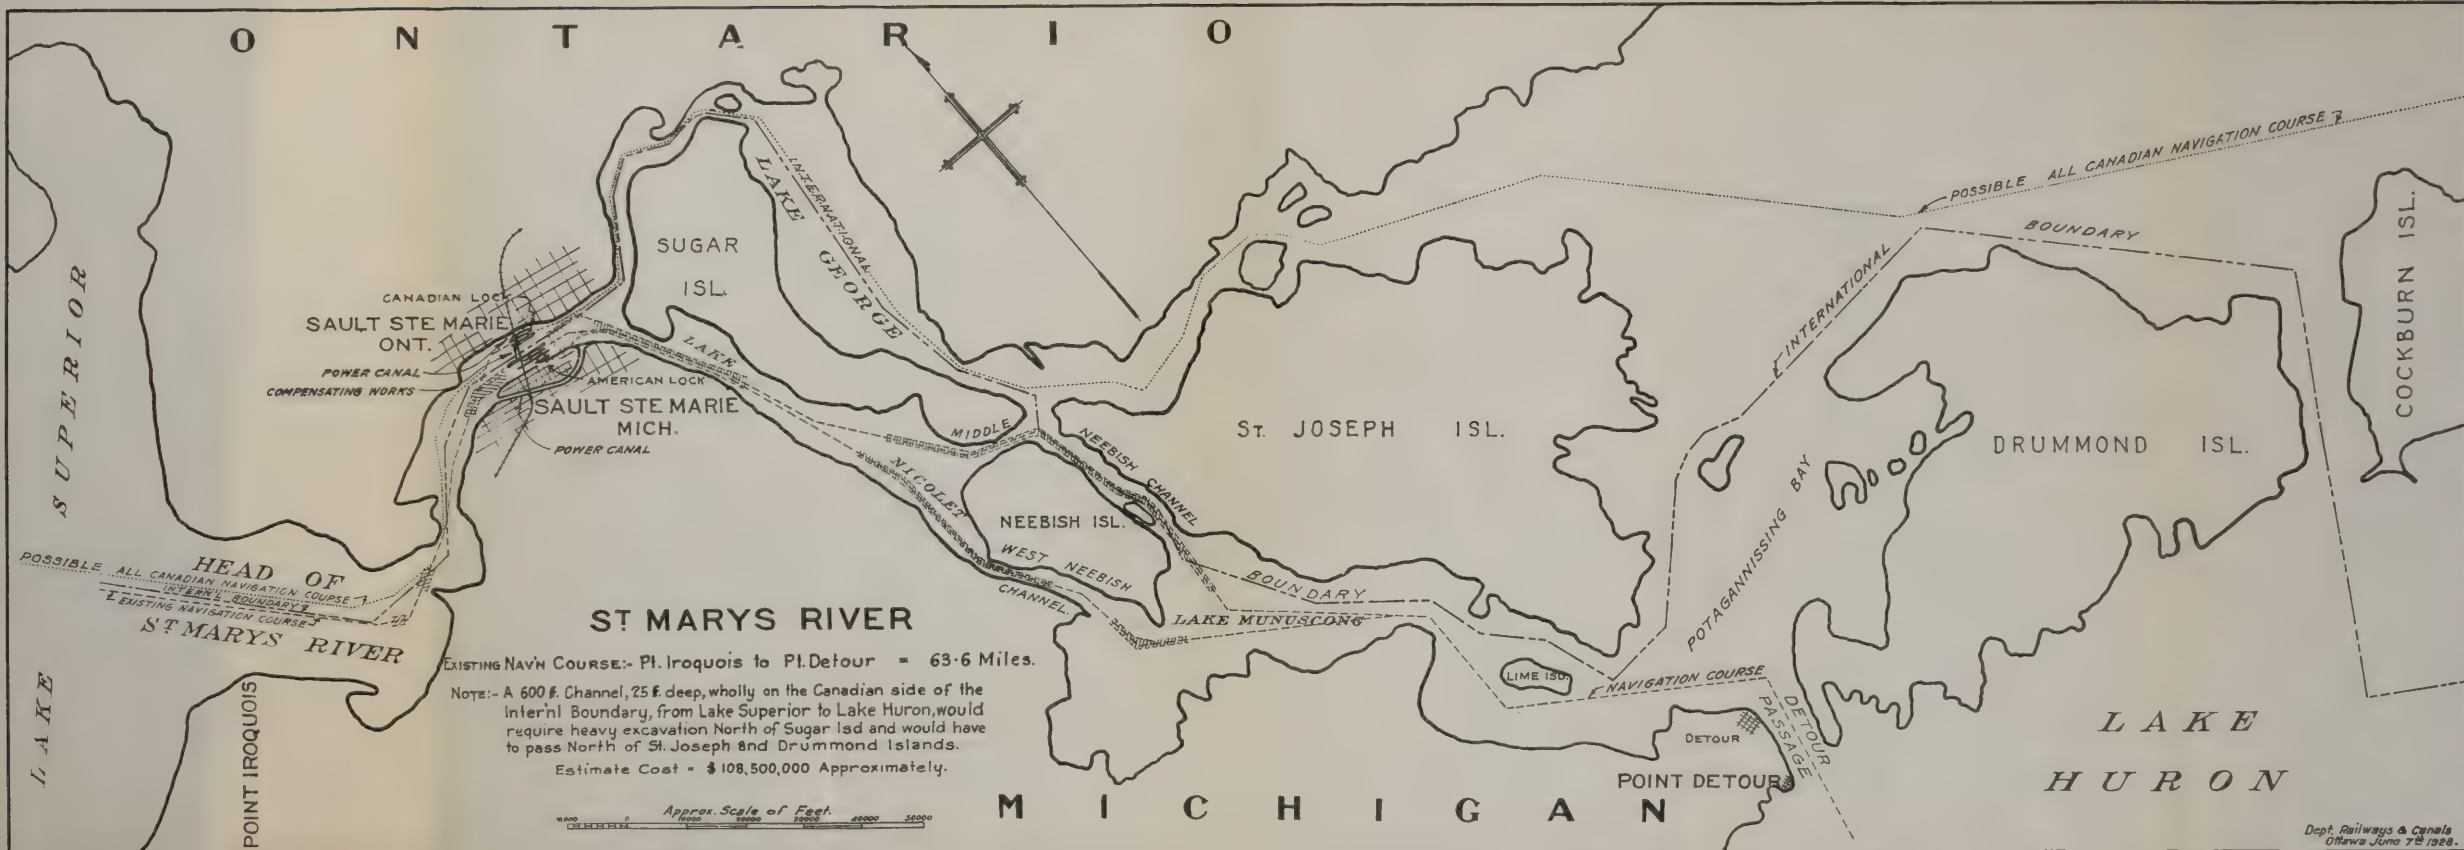 ONTARIO
LAKE SUPERIOR
POSSIBLE ALL CANADIAN NAVIGATION COURSE
INTERN'L BOUNDARY
EXISTING NAVIGATION COURSE
HEAD OF
ST MARYS RIVER
POINT IROQUOIS
CANADIAN LOCK
SAULT STE MARIE
ONT.
POWER CANAL
COMPENSATING WORKS
AMERICAN LOCK
SAULT STE MARIE
MICH.
POWER CANAL
SUGAR
ISL.
LAKE GEORGE
INTERNATIONAL
LAKE NICOLET
MIDDLE
NEEBISH CHANNEL
NEEBISH ISL.
WEST NEEBISH
CHANNEL.
ST. JOSEPH ISL.
BOUNDARY
LAKE MUNUSCONG
LIME ISD.
NAVIGATION COURSE
DETOUR PASSAGE
DETOUR
POINT DETOUR
POTAGANNISSING BAY
INTERNATIONAL
BOUNDARY
POSSIBLE ALL CANADIAN NAVIGATION COURSE
DRUMMOND ISL.
COCKBURN ISL.
LAKE
HURON
MICHIGAN
ST MARYS RIVER
EXISTING NAV'N COURSE:- Pt. Iroquois to Pt. Detour = 63·6 Miles.
NOTE:- A 600 ft. Channel, 25 ft. deep, wholly on the Canadian side of the
Inter'nl Boundary, from Lake Superior to Lake Huron, would
require heavy excavation North of Sugar Isd and would have
to pass North of St. Joseph and Drummond Islands.
Estimate Cost = $108,500,000 Approximately.
Approx. Scale of Feet.
0 10000 20000 30000 40000 50000
Dept. Railways & Canals
Ottawa June 7th 1928.